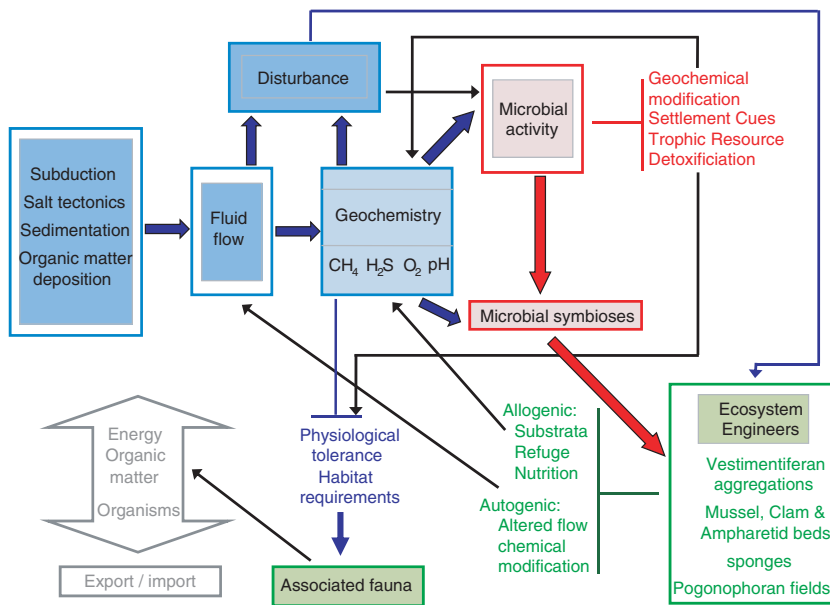 Disturbance
Microbial
activity
Geochemical
modification
Settlement Cues
Trophic Resource
Detoxificiation
Subduction
Salt tectonics
Sedimentation
Organic matter
deposition
Fluid
flow
Geochemistry
CH4 H2S O2 pH
Microbial symbioses
Energy
Organic
matter
Organisms
Export / import
Physiological
tolerance
Habitat
requirements
Associated fauna
Allogenic:
Substrata
Refuge
Nutrition
Autogenic:
Altered flow
chemical
modification
Ecosystem
Engineers
Vestimentiferan
aggregations
Mussel, Clam &
Ampharetid beds
sponges
Pogonophoran fields